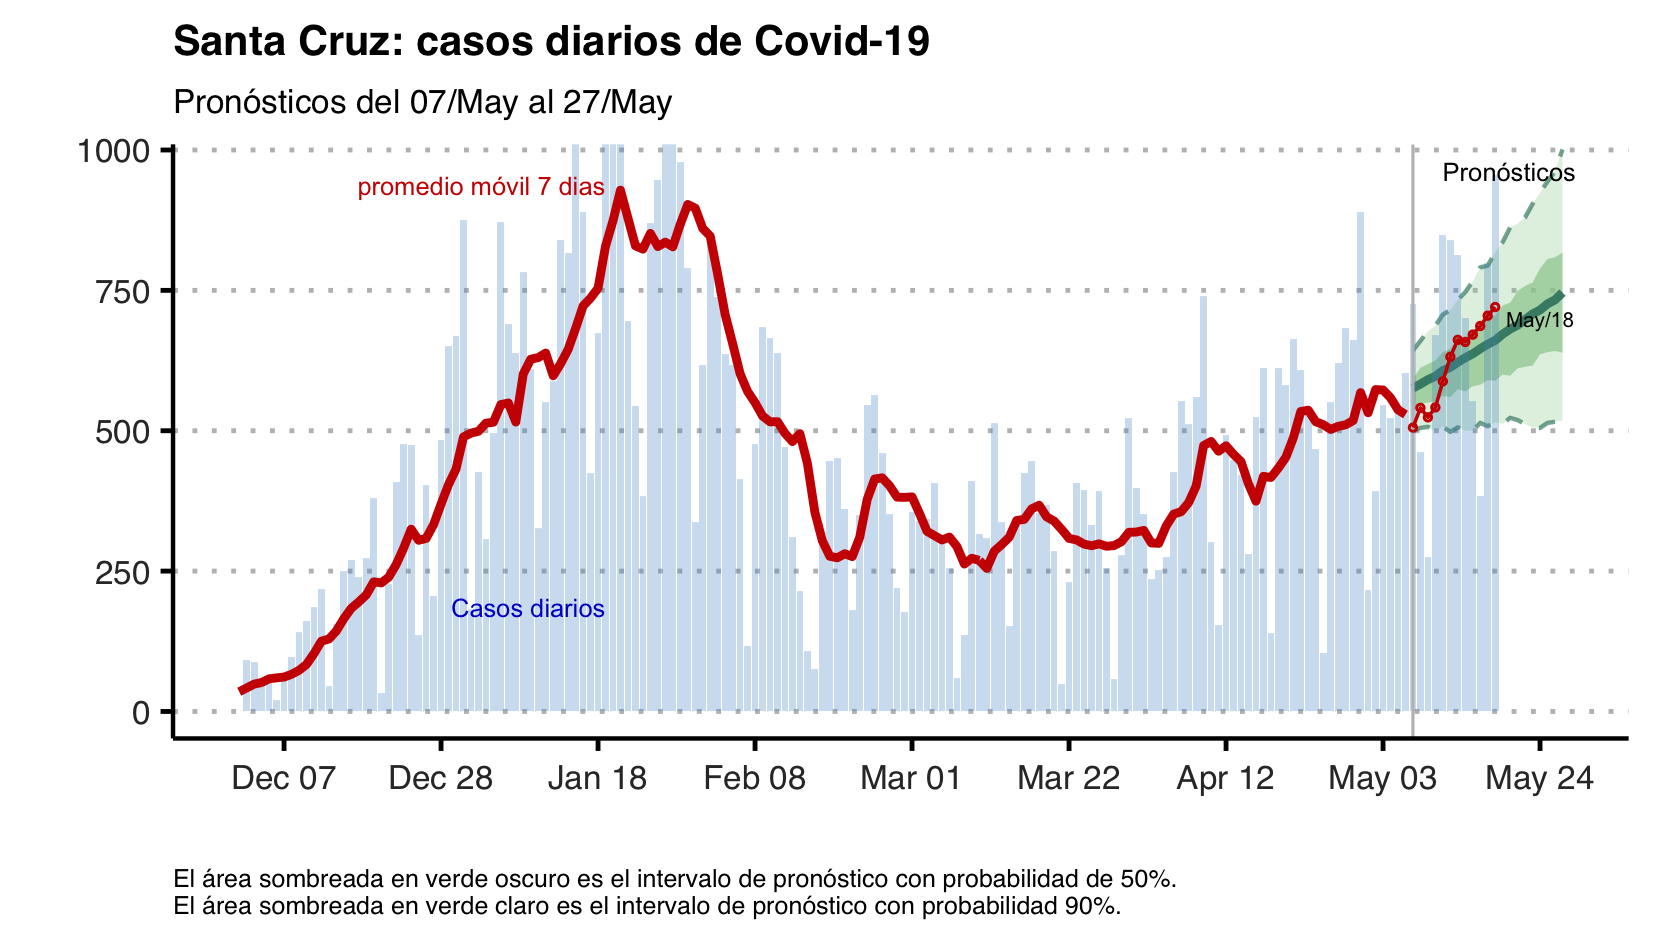 Santa Cruz: casos diarios de Covid-19
Pronósticos del 07/May al 27/May
1000
Pronósticos
promedio móvil 7 dias
750
May/18
500
250
Casos diarios
0
Dec 07 Dec 28 Jan 18 Feb 08 Mar 01 Mar 22 Apr 12 May 03 May 24
El área sombreada en verde oscuro es el intervalo de pronóstico con probabilidad de 50%.
El área sombreada en verde claro es el intervalo de pronóstico con probabilidad 90%.